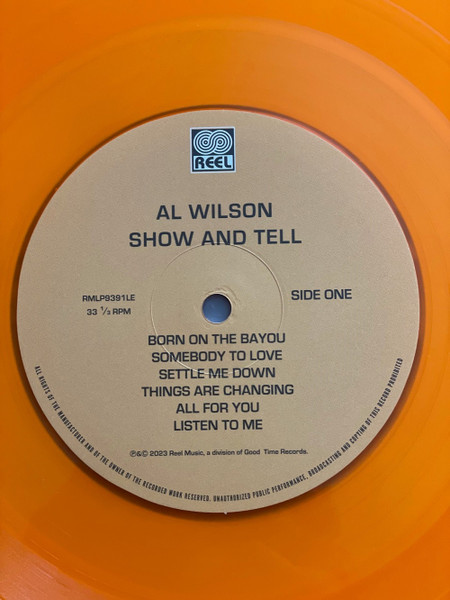 REEL
AL WILSON
SHOW AND TELL
RMLP9391LE
33 ⅓ RPM
SIDE ONE
BORN ON THE BAYOU
SOMEBODY TO LOVE
SETTLE ME DOWN
THINGS ARE CHANGING
ALL FOR YOU
LISTEN TO ME
℗&© 2023 Reel Music, a division of Good Time Records.
ALL RIGHTS OF THE MANUFACTURER AND OF THE OWNER OF THE RECORDED WORK RESERVED. UNAUTHORIZED PUBLIC PERFORMANCE, BROADCASTING AND COPYING OF THIS RECORD PROHIBITED